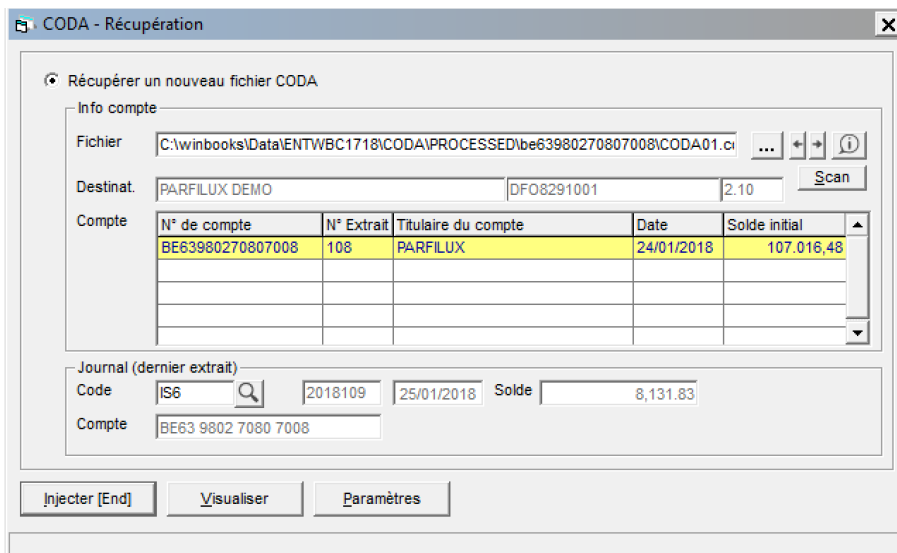 CODA - Récupération
Récupérer un nouveau fichier CODA
Info compte
Fichier C:\winbooks\Data\ENTWBC1718\CODA\PROCESSED\be63980270807008\CODA01.c ...
Scan
Destinat. PARFILUX DEMO DFO8291001 2.10
Compte N° de compte N° Extrait Titulaire du compte Date Solde initial
BE63980270807008 108 PARFILUX 24/01/2018 107.016,48
Journal (dernier extrait)
Code IS6 2018109 25/01/2018 Solde 8,131.83
Compte BE63 9802 7080 7008
Injecter [End] Visualiser Paramètres